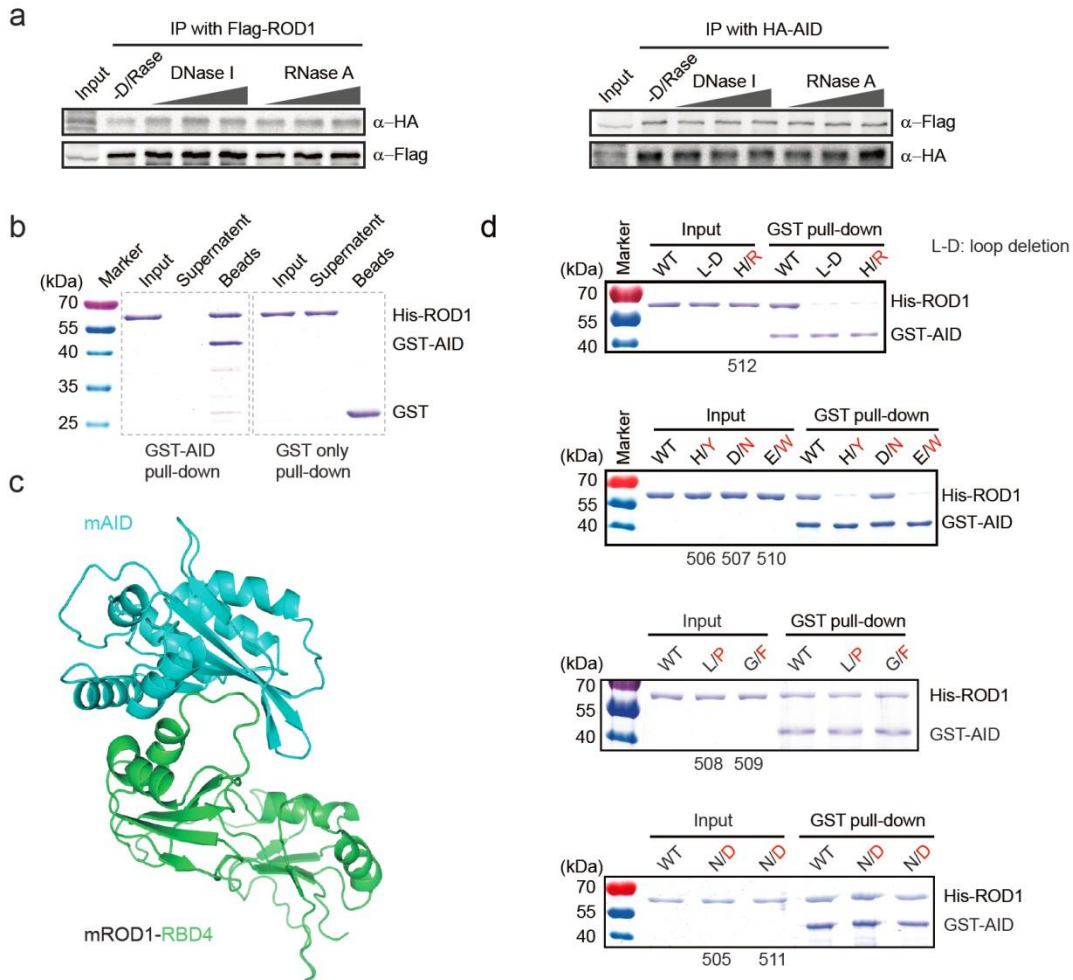 a
IP with Flag-ROD1
Input
-D/Rase
DNase I
RNase A
α–HA
α–Flag
IP with HA-AID
Input
-D/Rase
DNase I
RNase A
α–Flag
α–HA
b
(kDa)
Marker
Input
Supernatent
Beads
Input
Supernatent
Beads
70
55
40
35
25
His-ROD1
GST-AID
GST
GST-AID
pull-down
GST only
pull-down
c
mAID
mROD1-RBD4
d
L-D: loop deletion
Input
GST pull-down
(kDa)
Marker
WT
L-D
H/R
WT
L-D
H/R
70
55
40
His-ROD1
GST-AID
512
Input
GST pull-down
(kDa)
Marker
WT
H/Y
D/N
E/W
WT
H/Y
D/N
E/W
70
55
40
His-ROD1
GST-AID
506 507 510
Input
GST pull-down
(kDa)
WT
L/P
G/F
WT
L/P
G/F
70
55
40
His-ROD1
GST-AID
508 509
Input
GST pull-down
(kDa)
WT
N/D
N/D
WT
N/D
N/D
70
55
40
His-ROD1
GST-AID
505 511